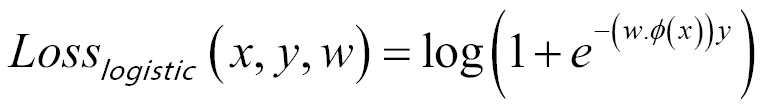 Loss_logistic (x, y, w) = log(1 + e^{-(w.ϕ(x))y})